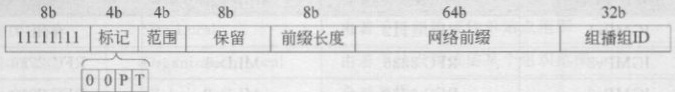 8b 4b 4b 8b 8b 64b 32b
11111111 标记 范围 保留 前缀长度 网络前缀 组播组ID
0 0 P T